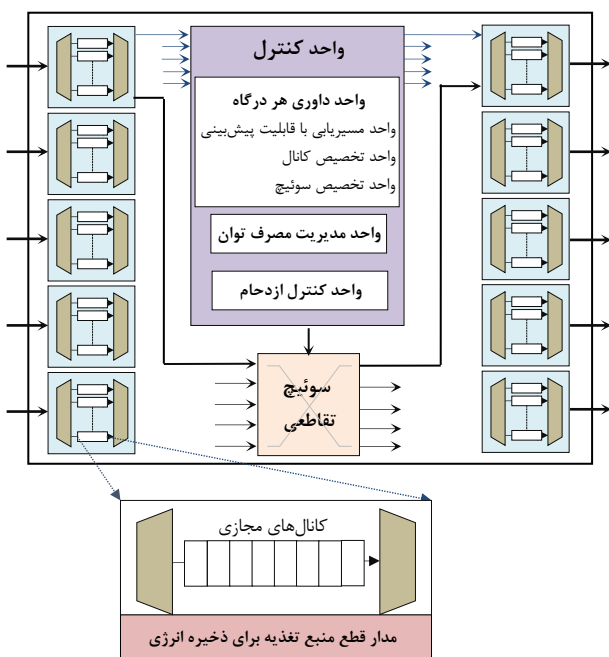 واحد کنترل
واحد داوری هر درگاه
واحد مسیریابی با قابلیت پیش‌بینی
واحد تخصیص کانال
واحد تخصیص سوئیچ
واحد مدیریت مصرف توان
واحد کنترل ازدحام
سوئیچ
تقاطعی
کانال‌های مجازی
مدار قطع منبع تغذیه برای ذخیره انرژی